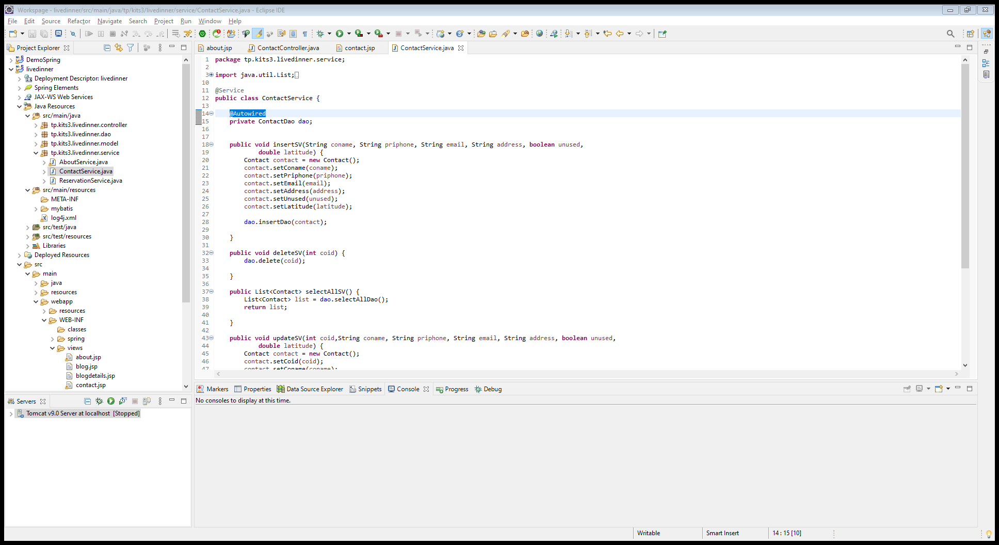 Workspage - livedinner/src/main/java/tp/kits3/livedinner/service/ContactService.java - Eclipse IDE
File Edit Source Refactor Navigate Search Project Run Window Help
Project Explorer
DemoSpring
livedinner
Deployment Descriptor: livedinner
Spring Elements
JAX-WS Web Services
Java Resources
src/main/java
tp.kits3.livedinner.controller
tp.kits3.livedinner.dao
tp.kits3.livedinner.model
tp.kits3.livedinner.service
AboutService.java
ContactService.java
ReservationService.java
src/main/resources
META-INF
mybatis
log4j.xml
src/test/java
src/test/resources
Libraries
Deployed Resources
src
main
java
resources
webapp
resources
WEB-INF
classes
spring
views
about.jsp
blog.jsp
blogdetails.jsp
contact.jsp
Servers
Tomcat v9.0 Server at localhost [Stopped]
about.jsp ContactController.java contact.jsp ContactService.java
1 package tp.kits3.livedinner.service;
2
3 import java.util.List;
10
11 @Service
12 public class ContactService {
13
14 @Autowired
15 private ContactDao dao;
16
17
18 public void insertSV(String coname, String priphone, String email, String address, boolean unused,
19 double latitude) {
20 Contact contact = new Contact();
21 contact.setConame(coname);
22 contact.setPriphone(priphone);
23 contact.setEmail(email);
24 contact.setAddress(address);
25 contact.setUnused(unused);
26 contact.setLatitude(latitude);
27
28 dao.insertDao(contact);
29
30 }
31
32 public void deleteSV(int coid) {
33 dao.delete(coid);
34
35 }
36
37 public List<Contact> selectAllSV() {
38 List<Contact> list = dao.selectAllDao();
39 return list;
40
41 }
42
43 public void updateSV(int coid,String coname, String priphone, String email, String address, boolean unused,
44 double latitude) {
45 Contact contact = new Contact();
46 contact.setCoid(coid);
47 contact.setConame(coname);
Markers Properties Data Source Explorer Snippets Console Progress Debug
No consoles to display at this time.
Writable Smart Insert 14 : 15 [10]